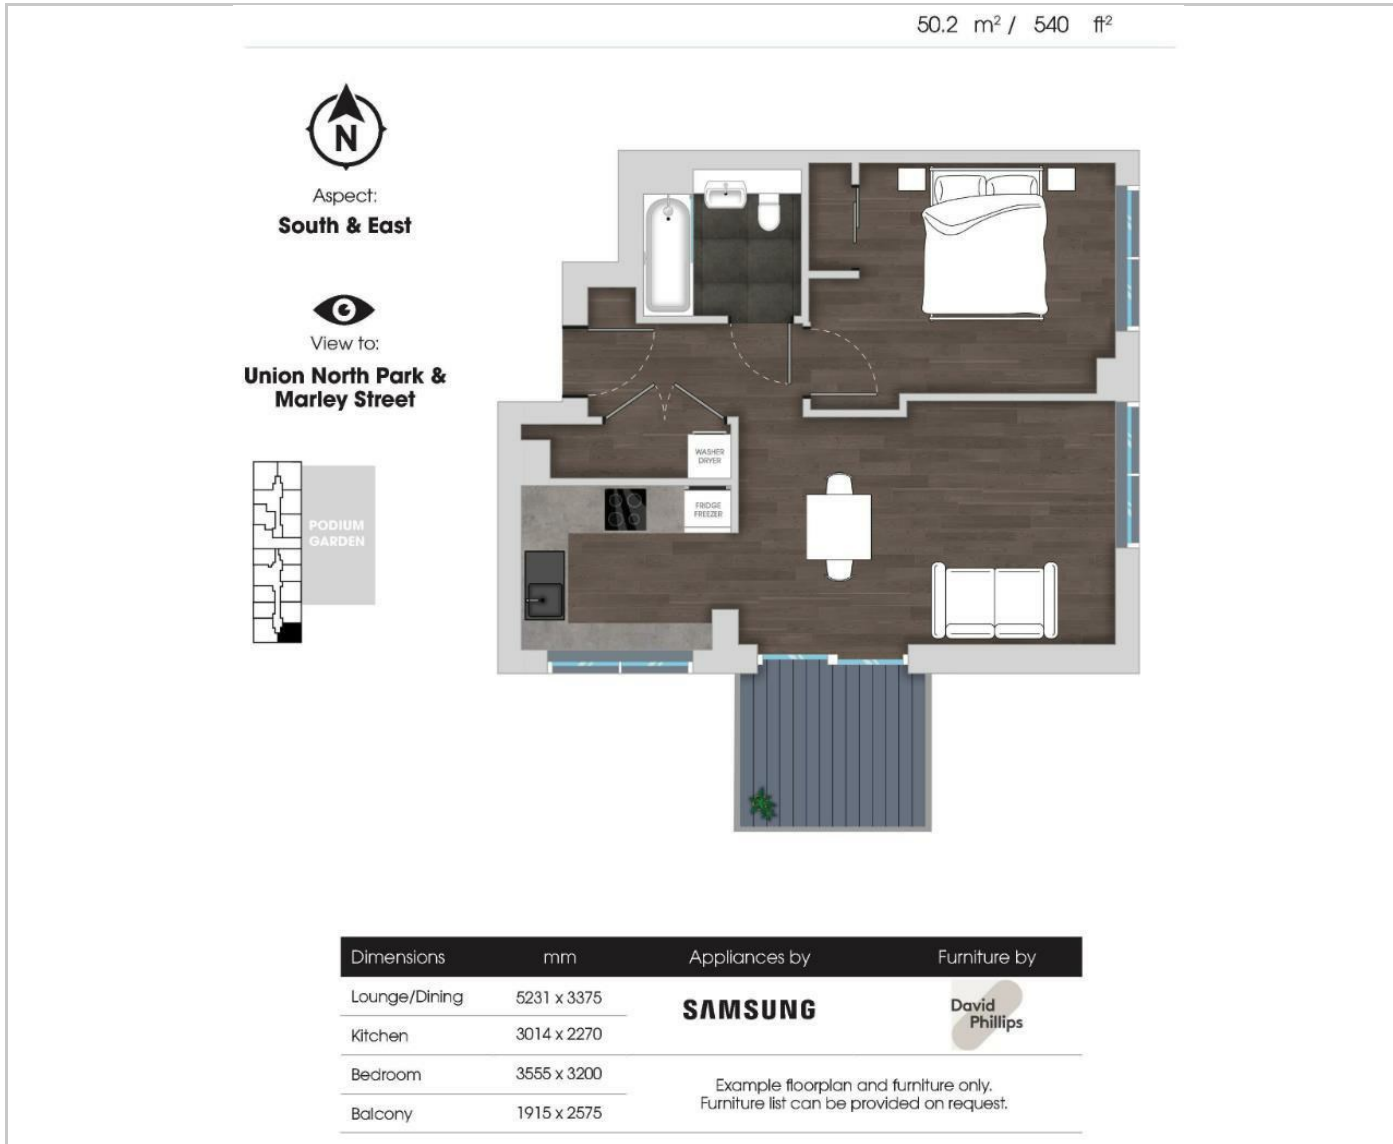 50.2 m² / 540 ft²
N
Aspect:
South & East
View to:
Union North Park &
Marley Street
PODIUM
GARDEN
WASHER
DRYER
FRIDGE
FREEZER
Dimensions mm Appliances by Furniture by
Lounge/Dining 5231 x 3375
SAMSUNG
David
Phillips
Kitchen 3014 x 2270
Bedroom 3555 x 3200
Balcony 1915 x 2575
Example floorplan and furniture only.
Furniture list can be provided on request.